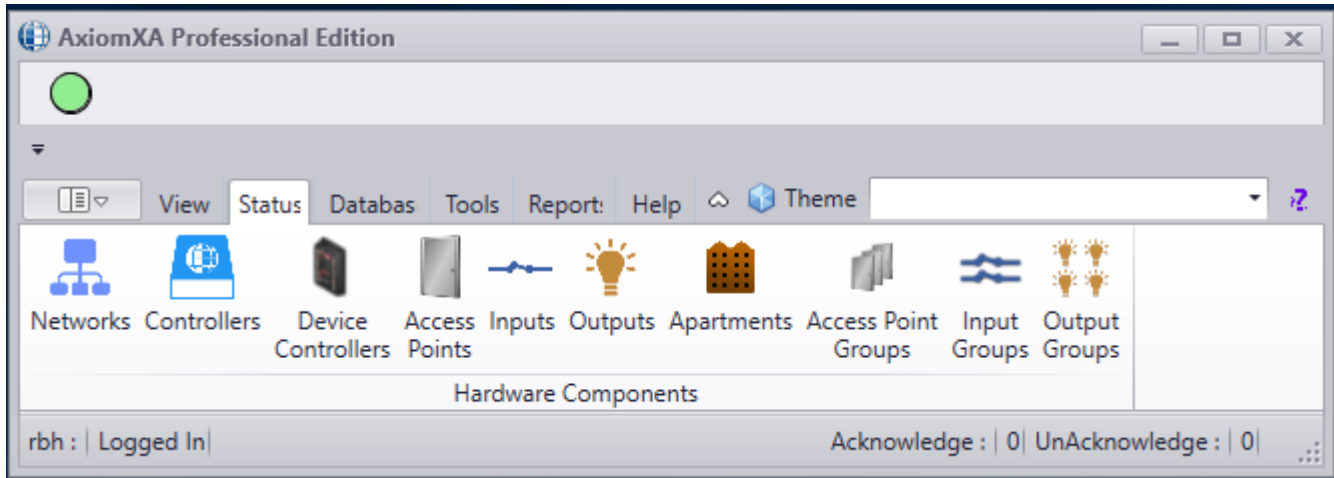 AxiomXA Professional Edition
View Status Databas Tools Report: Help Theme
Networks Controllers Device Controllers Access Points Inputs Outputs Apartments Access Point Groups Input Groups Output Groups
Hardware Components
rbh : Logged In Acknowledge : 0 UnAcknowledge : 0